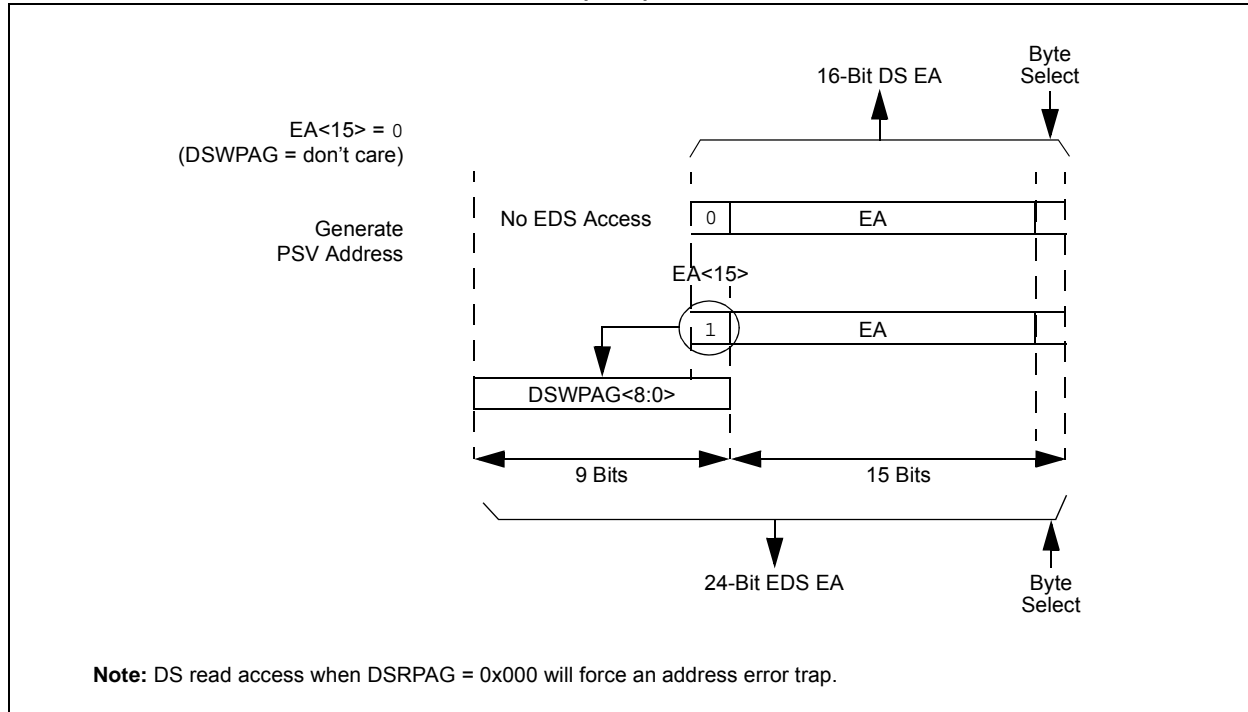 16-Bit DS EA
Byte
Select
EA<15> = 0
(DSWPAG = don't care)
No EDS Access
0
EA
Generate
PSV Address
EA<15>
1
EA
DSWPAG<8:0>
9 Bits
15 Bits
24-Bit EDS EA
Byte
Select
Note: DS read access when DSRPAG = 0x000 will force an address error trap.